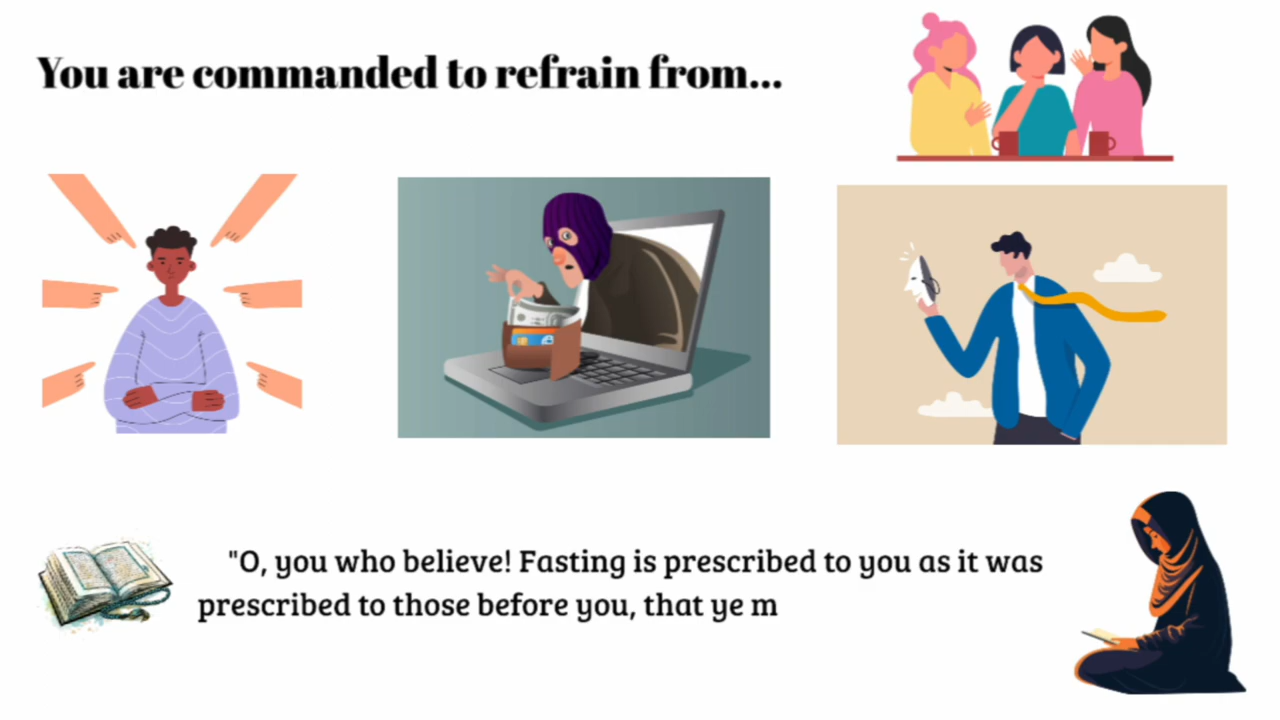 You are commanded to refrain from...
"O, you who believe! Fasting is prescribed to you as it was
prescribed to those before you, that ye m